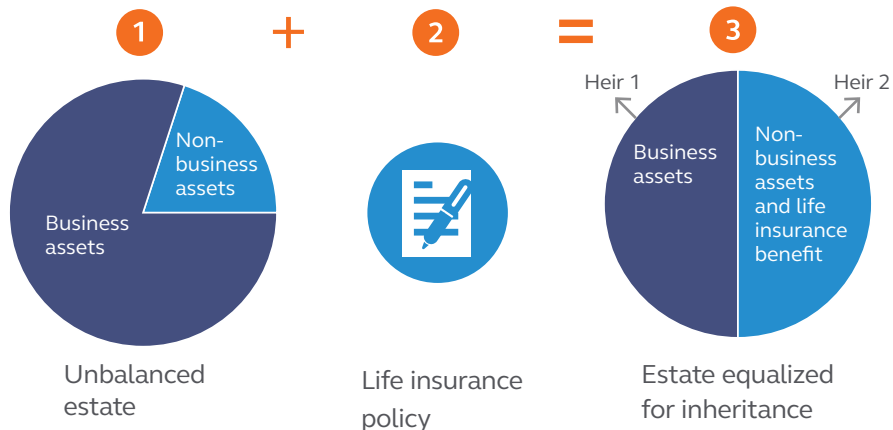 1
+
2
=
3
Heir 1
Heir 2
Non-
business
assets
Business
assets
Business
assets
Non-
business
assets
and life
insurance
benefit
Unbalanced
estate
Life insurance
policy
Estate equalized
for inheritance